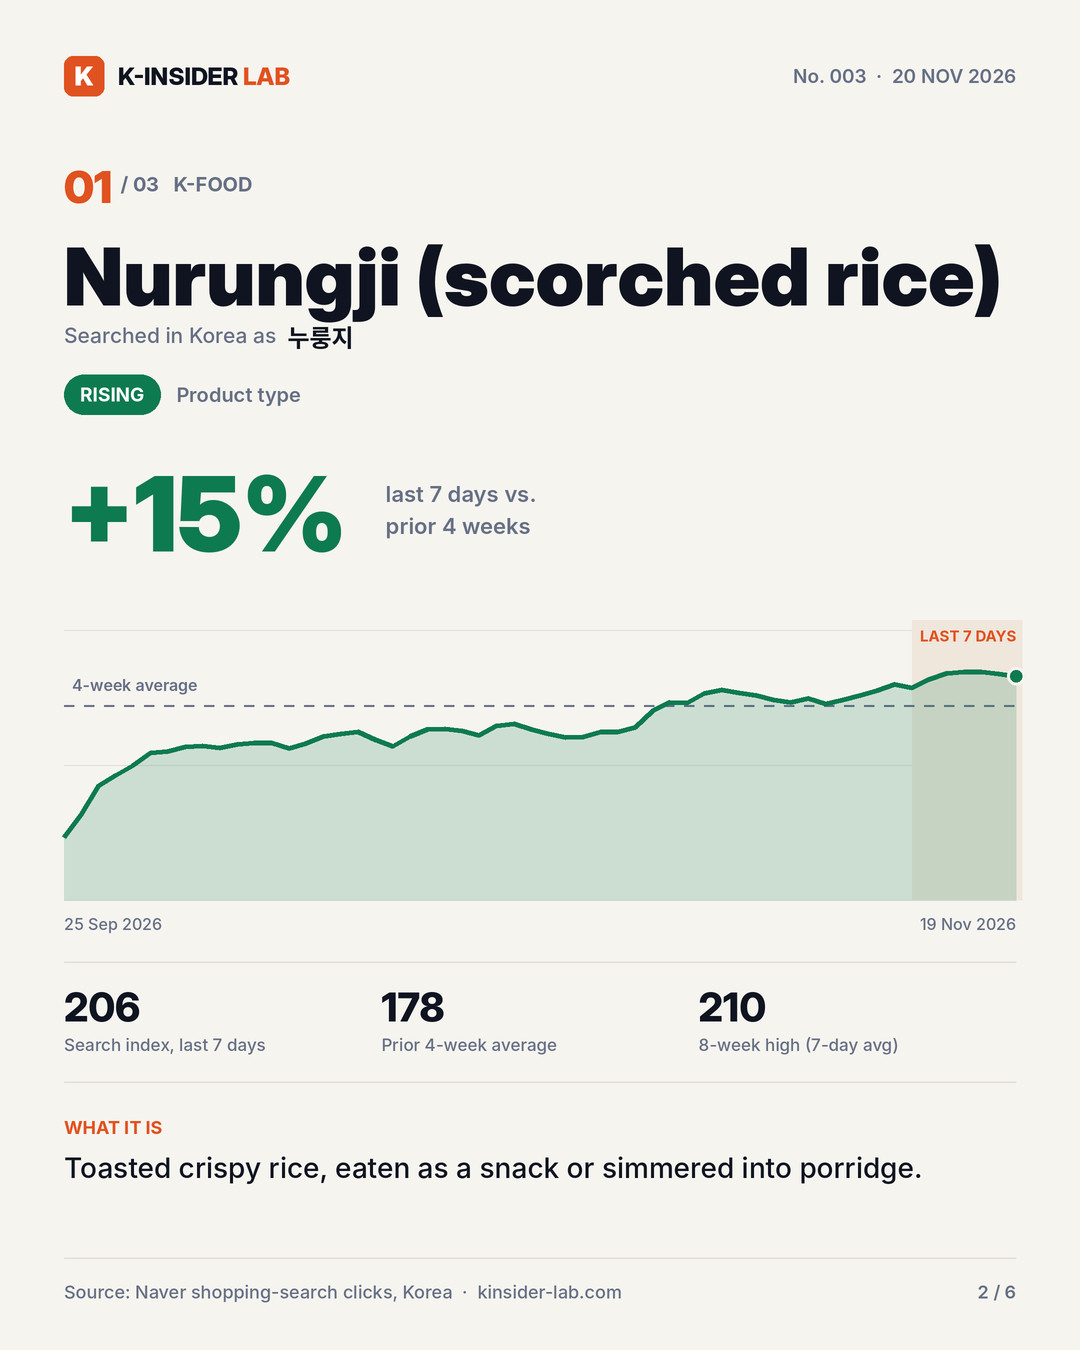 K K-INSIDER LAB
No. 003 · 20 NOV 2026
01 / 03 K-FOOD
Nurungji (scorched rice)
Searched in Korea as 누룽지
RISING Product type
+15%
last 7 days vs.
prior 4 weeks
LAST 7 DAYS
4-week average
25 Sep 2026
19 Nov 2026
206
Search index, last 7 days
178
Prior 4-week average
210
8-week high (7-day avg)
WHAT IT IS
Toasted crispy rice, eaten as a snack or simmered into porridge.
Source: Naver shopping-search clicks, Korea · kinsider-lab.com
2 / 6